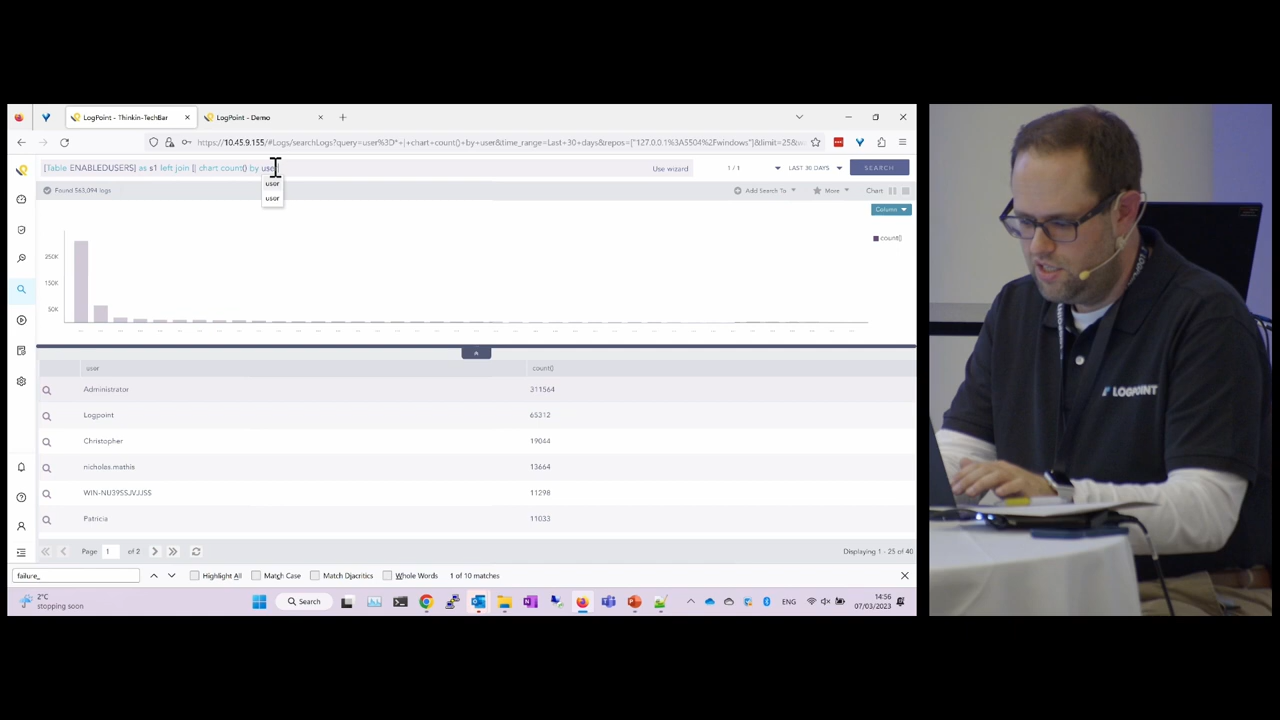 LogPoint - Thinkin-TechBar
LogPoint - Demo
https://10.45.9.155/#Logs/searchLogs?query=user%3D*+|+chart+count()+by+user&time_range=Last+30+days&repos=["127.0.0.1%3A5504%2Fwindows"]&limit=25&
[Table ENABLEDUSERS] as s1 left join [| chart count() by user
Use wizard
1 / 1
LAST 30 DAYS
SEARCH
user
user
Found 563,094 logs
Add Search To
More
Chart
Column
count()
250K
150K
50K
user count()
Administrator 311564
Logpoint 65312
Christopher 19044
nicholas.mathis 13664
WIN-NU39SSJVJJSS 11298
Patricia 11033
Page 1 of 2
Displaying 1 - 25 of 40
failure_
Highlight All
Match Case
Match Diacritics
Whole Words
1 of 10 matches
2°C
stopping soon
Search
ENG
14:56
07/03/2023
LOGPOINT